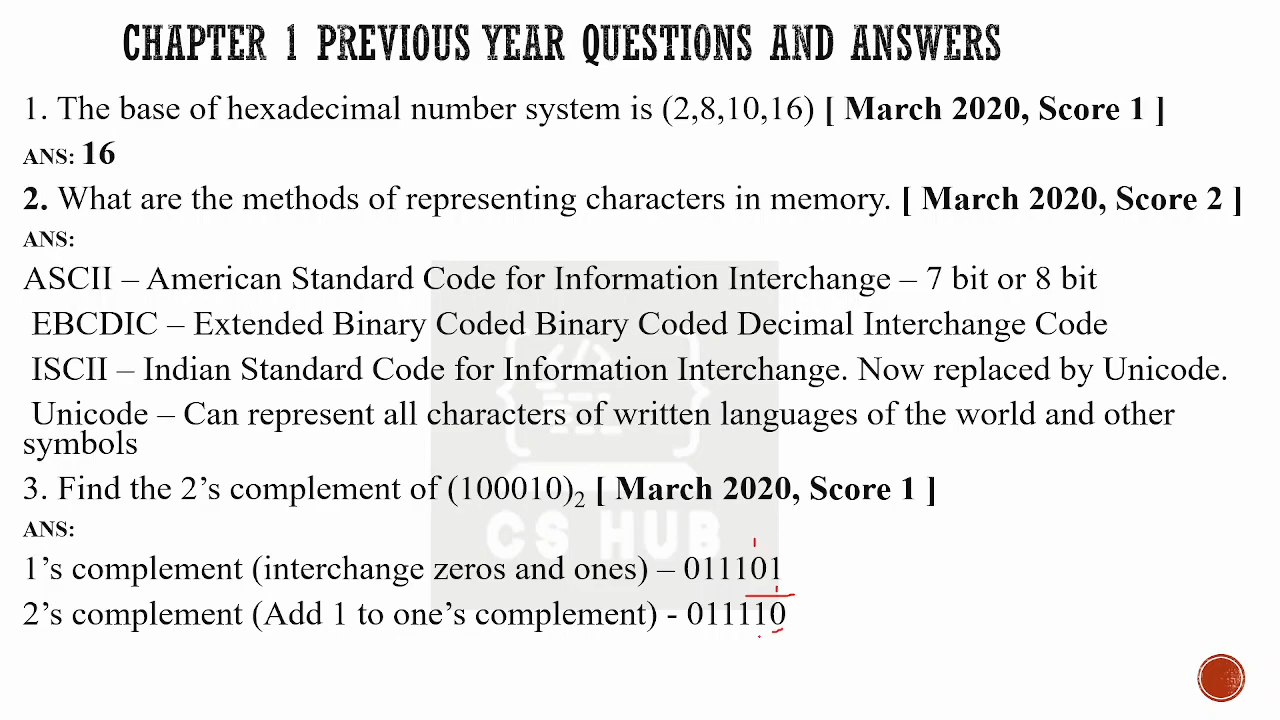 CHAPTER 1 PREVIOUS YEAR QUESTIONS AND ANSWERS
1. The base of hexadecimal number system is (2,8,10,16) [ March 2020, Score 1 ]
ANS: 16
2. What are the methods of representing characters in memory. [ March 2020, Score 2 ]
ANS:
ASCII – American Standard Code for Information Interchange – 7 bit or 8 bit
EBCDIC – Extended Binary Coded Binary Coded Decimal Interchange Code
ISCII – Indian Standard Code for Information Interchange. Now replaced by Unicode.
Unicode – Can represent all characters of written languages of the world and other
symbols
3. Find the 2’s complement of (100010)₂ [ March 2020, Score 1 ]
CS HUB
ANS:
1’s complement (interchange zeros and ones) – 011101
2’s complement (Add 1 to one’s complement) - 011110